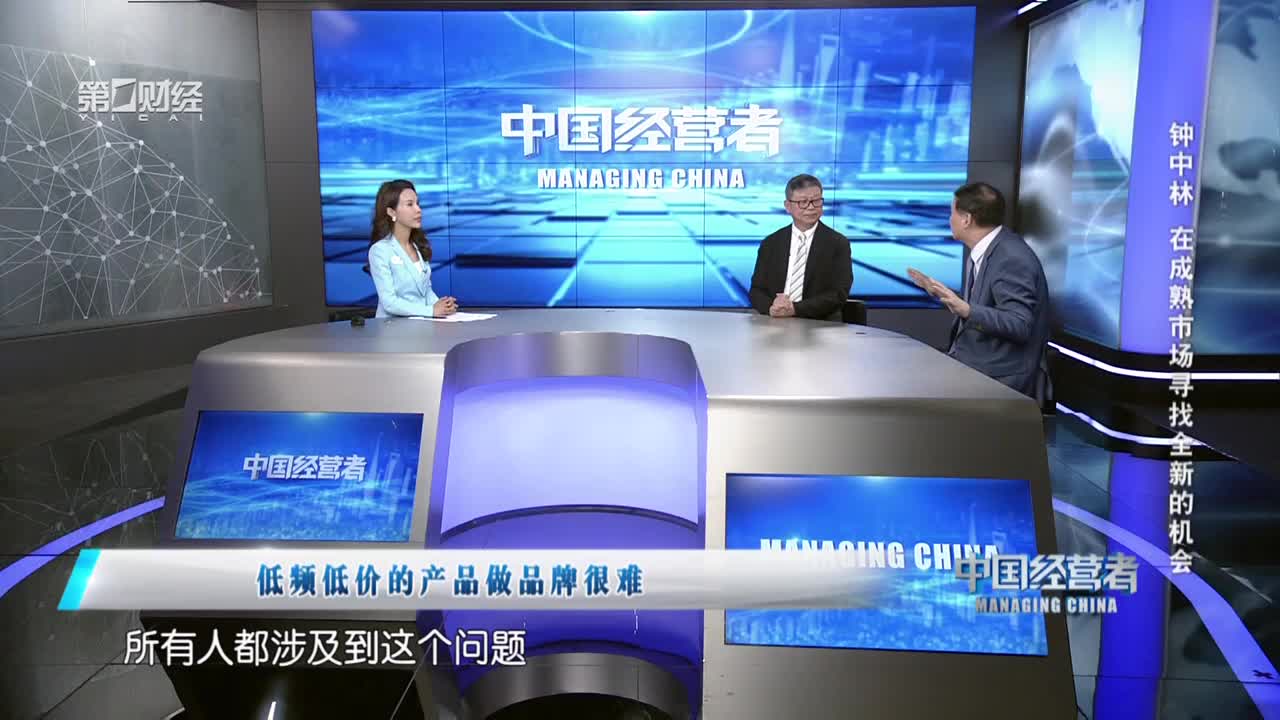 第一财经
YICAI
中国经营者
MANAGING CHINA
钟中林 在成熟市场寻找全新的机会
中国经营者
MANAGING CHINA
中国经营者
MANAGING CHINA
低频低价的产品做品牌很难
所有人都涉及到这个问题